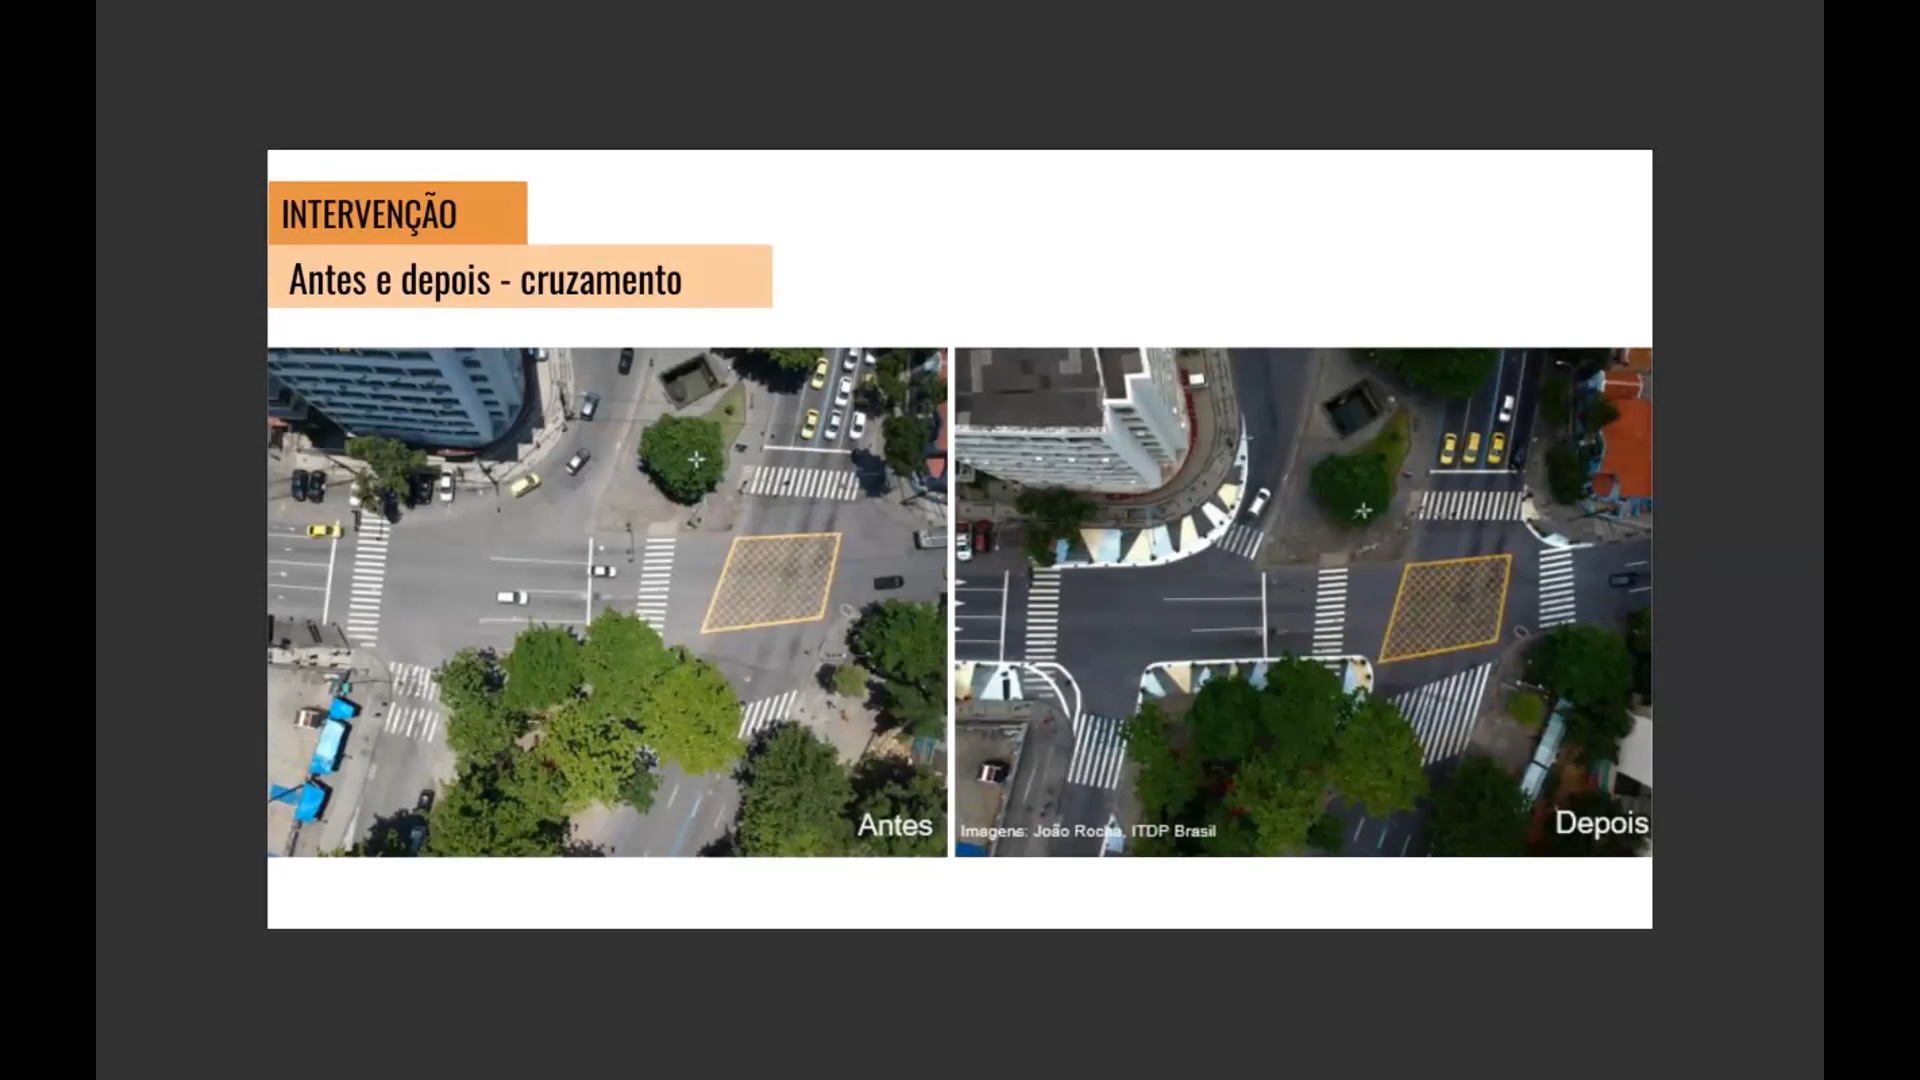 INTERVENÇÃO
Antes e depois - cruzamento
Antes
Imagens: João Rocha, ITDP Brasil
Depois